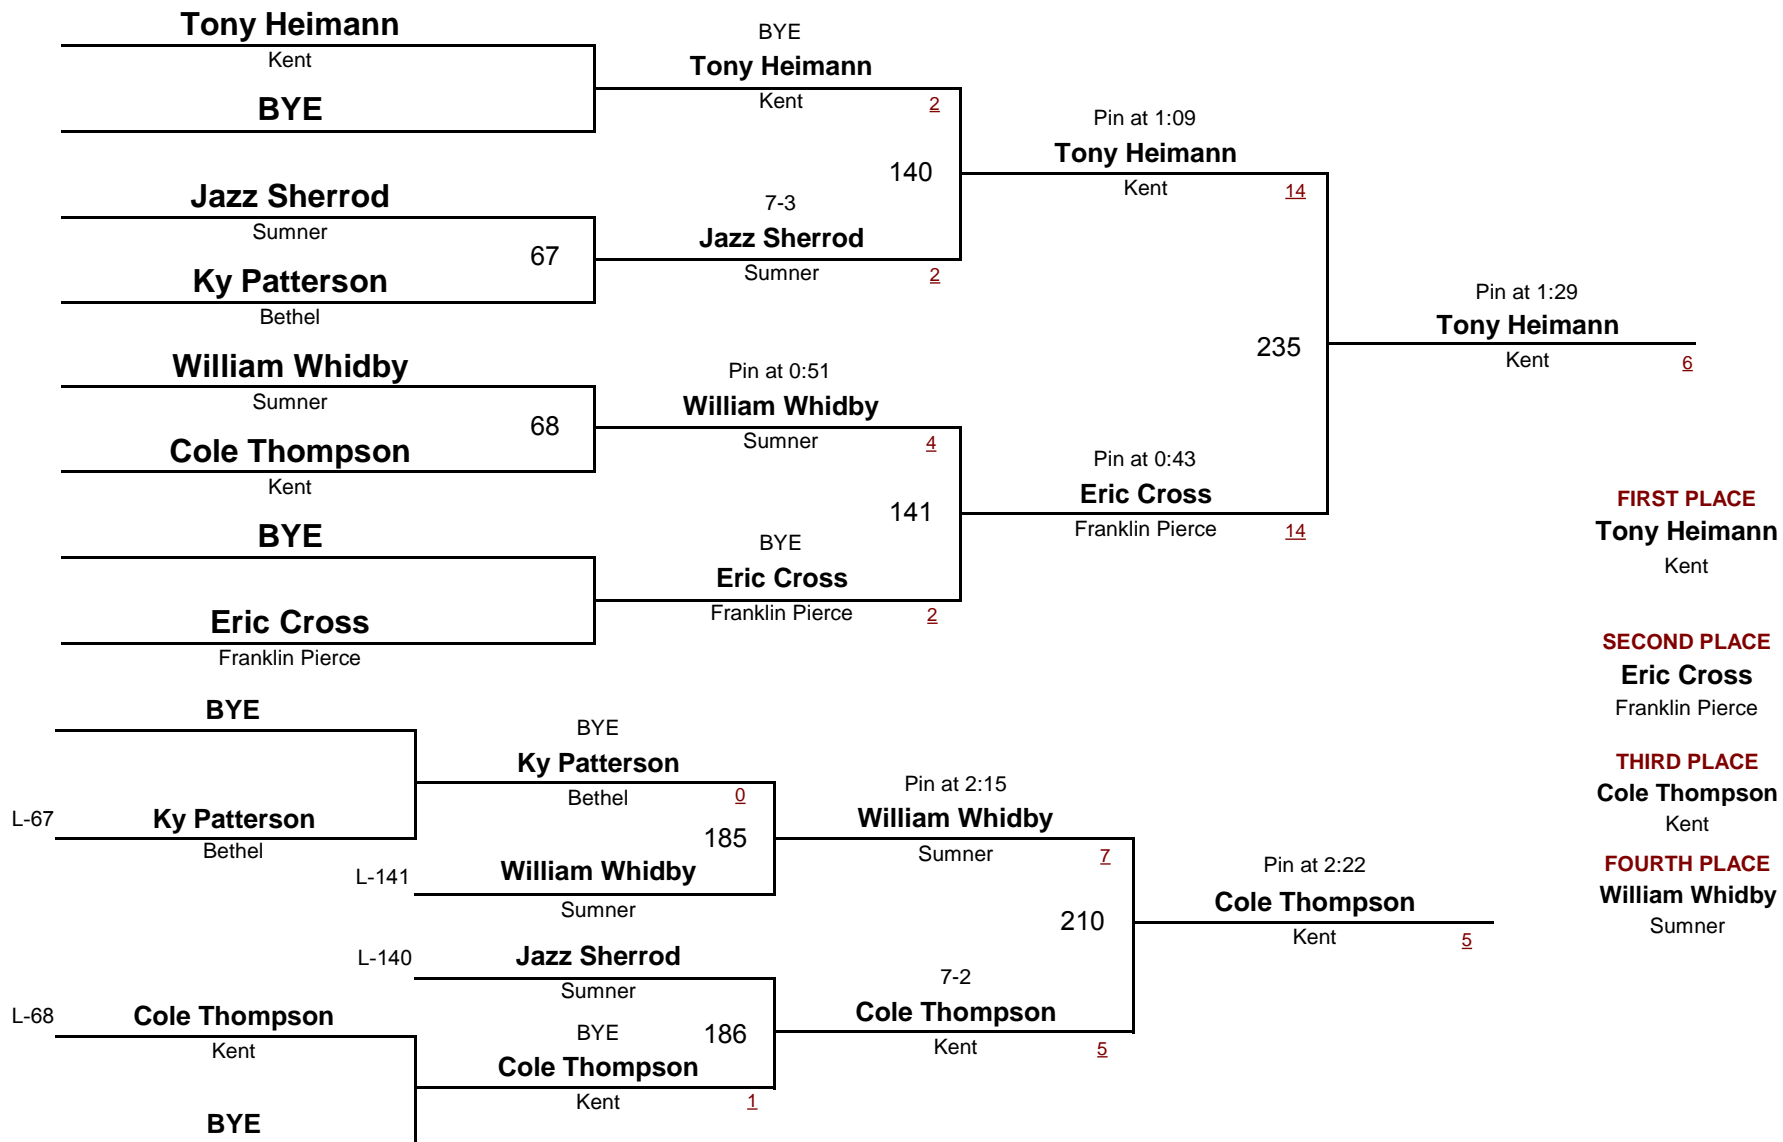 Tony Heimann
Kent
BYE
Jazz Sherrod
Sumner
67
Ky Patterson
Bethel
William Whidby
Sumner
68
Cole Thompson
Kent
BYE
Eric Cross
Franklin Pierce
BYE
Tony Heimann
Kent 2
140
7-3
Jazz Sherrod
Sumner 2
Pin at 0:51
William Whidby
Sumner 4
141
BYE
Eric Cross
Franklin Pierce 2
Pin at 1:09
Tony Heimann
Kent 14
235
Pin at 0:43
Eric Cross
Franklin Pierce 14
Pin at 1:29
Tony Heimann
Kent 6
FIRST PLACE
Tony Heimann
Kent
SECOND PLACE
Eric Cross
Franklin Pierce
THIRD PLACE
Cole Thompson
Kent
FOURTH PLACE
William Whidby
Sumner
BYE
L-67 Ky Patterson
Bethel
L-68 Cole Thompson
Kent
BYE
BYE
Ky Patterson
Bethel 0
185
L-141 William Whidby
Sumner
L-140 Jazz Sherrod
Sumner
BYE 186
Cole Thompson
Kent 1
Pin at 2:15
William Whidby
Sumner 7
210
7-2
Cole Thompson
Kent 5
Pin at 2:22
Cole Thompson
Kent 5